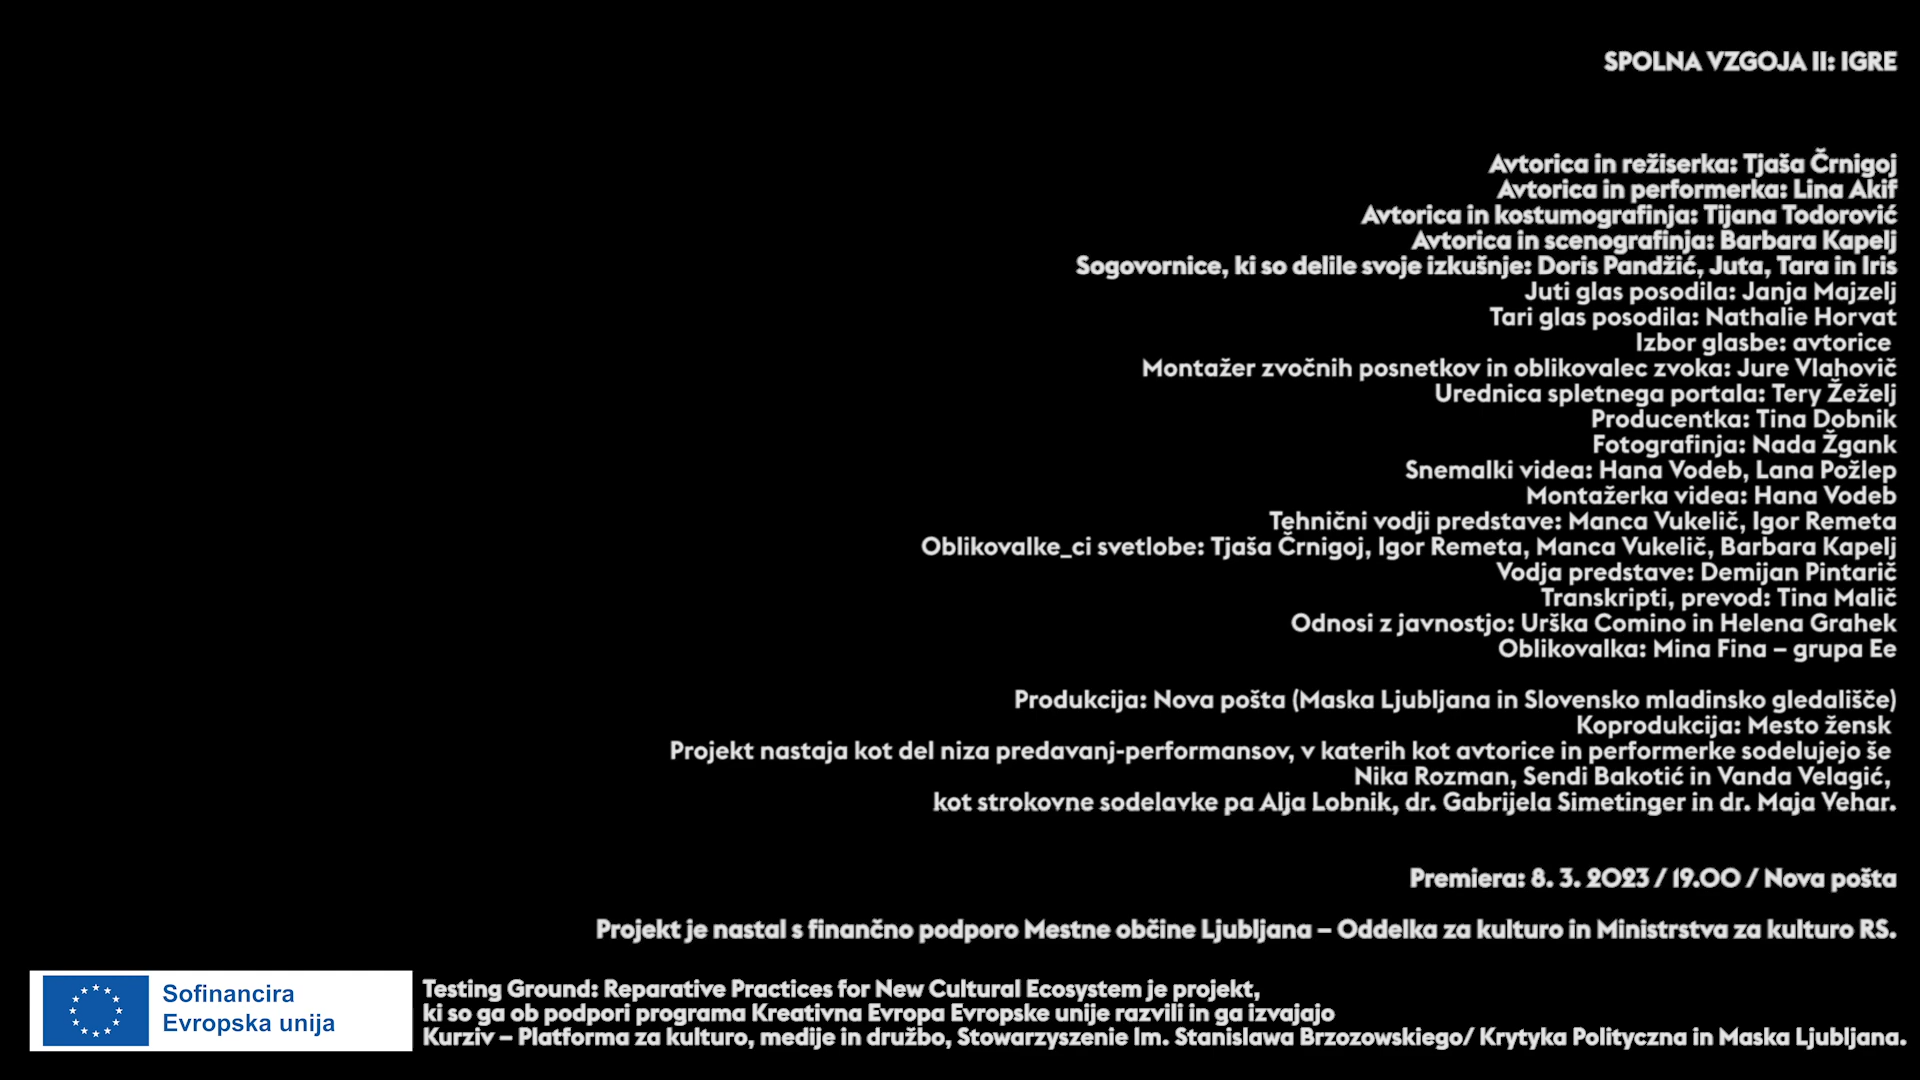 SPOLNA VZGOJA II: IGRE
Avtorica in režiserka: Tjaša Črnigoj
Avtorica in performerka: Lina Akif
Avtorica in kostumografinja: Tijana Todorović
Avtorica in scenografinja: Barbara Kapelj
Sogovornice, ki so delile svoje izkušnje: Doris Pandžić, Juta, Tara in Iris
Juti glas posodila: Janja Majzelj
Tari glas posodila: Nathalie Horvat
Izbor glasbe: avtorice
Montažer zvočnih posnetkov in oblikovalec zvoka: Jure Vlahovič
Urednica spletnega portala: Tery Žeželj
Producentka: Tina Dobnik
Fotografinja: Nada Žgank
Snemalki videa: Hana Vodeb, Lana Požlep
Montažerka videa: Hana Vodeb
Tehnični vodji predstave: Manca Vukelič, Igor Remeta
Oblikovalke_ci svetlobe: Tjaša Črnigoj, Igor Remeta, Manca Vukelič, Barbara Kapelj
Vodja predstave: Demijan Pintarič
Transkripti, prevod: Tina Malič
Odnosi z javnostjo: Urška Comino in Helena Grahek
Oblikovalka: Mina Fina – grupa Ee
Produkcija: Nova pošta (Maska Ljubljana in Slovensko mladinsko gledališče)
Koprodukcija: Mesto žensk
Projekt nastaja kot del niza predavanj-performansov, v katerih kot avtorice in performerke sodelujejo še
Nika Rozman, Sendi Bakotić in Vanda Velagić,
kot strokovne sodelavke pa Alja Lobnik, dr. Gabrijela Simetinger in dr. Maja Vehar.
Premiera: 8. 3. 2023 / 19.00 / Nova pošta
Projekt je nastal s finančno podporo Mestne občine Ljubljana – Oddelka za kulturo in Ministrstva za kulturo RS.
Sofinancira
Evropska unija
Testing Ground: Reparative Practices for New Cultural Ecosystem je projekt,
ki so ga ob podpori programa Kreativna Evropa Evropske unije razvili in ga izvajajo
Kurziv – Platforma za kulturo, medije in družbo, Stowarzyszenie Im. Stanislawa Brzozowskiego/ Krytyka Polityczna in Maska Ljubljana.